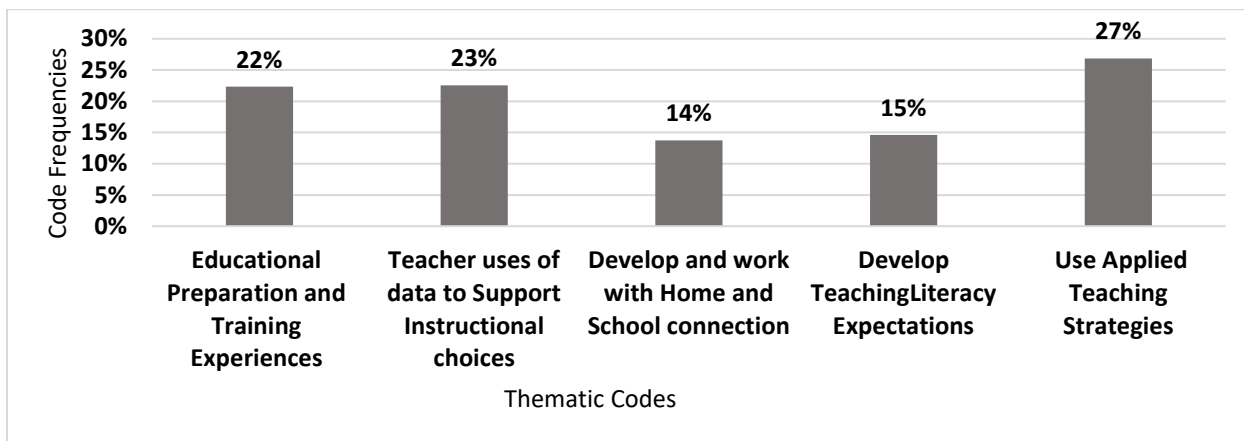 Code Frequencies
30%
25%
20%
15%
10%
5%
0%
22%
23%
14%
15%
27%
Educational
Preparation and
Training
Experiences
Teacher uses of
data to Support
Instructional
choices
Develop and work
with Home and
School connection
Develop
TeachingLiteracy
Expectations
Use Applied
Teaching
Strategies
Thematic Codes